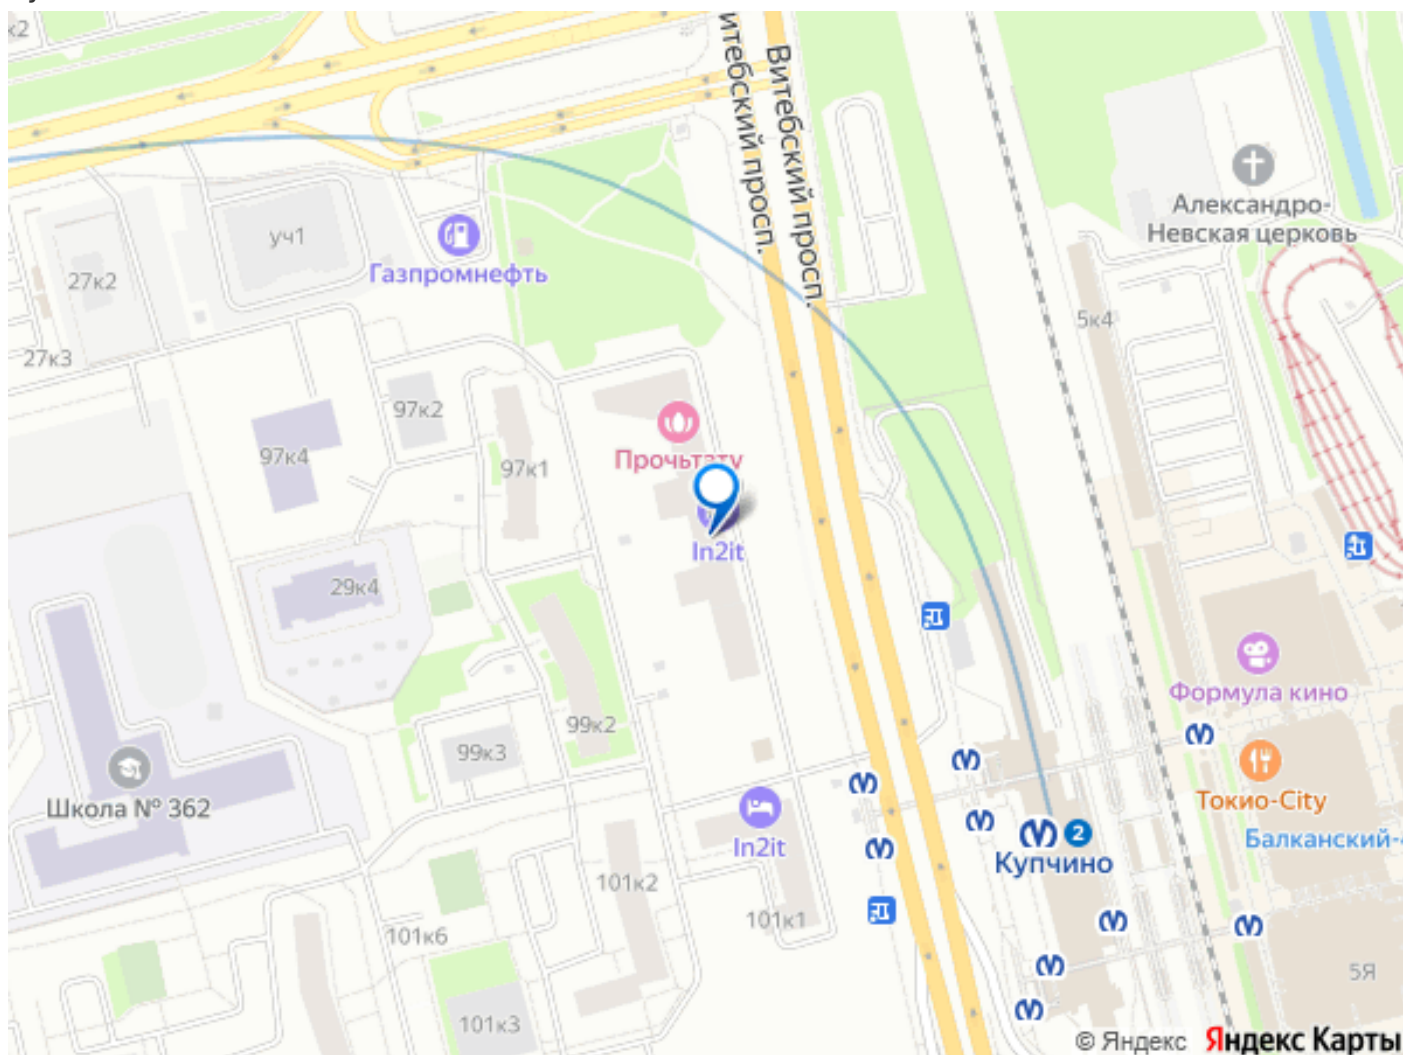 к2
Витебский просп.
итебский просп.
Александро-
Невская церковь
уч1
Газпромнефть
27к2
5к4
27к3
97к2
Прочьтату
97к4
97к1
In2it
29к4
Формула кино
99к2
99к3
Школа № 362
Токио-City
In2it
2
Купчино
Балканский-
101к2
101к1
101к6
5Я
101к3
© Яндекс Яндекс Карты